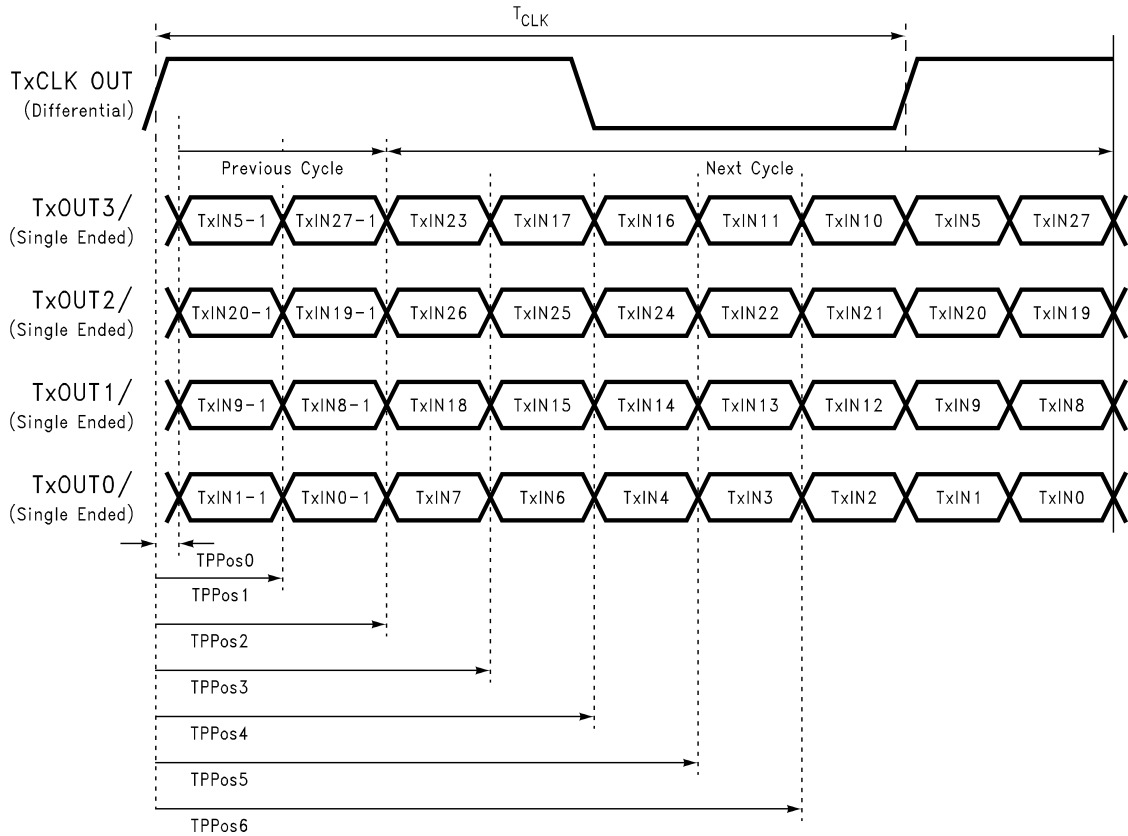 TCLK
TxCLK OUT
(Differential)
Previous Cycle
Next Cycle
TxOUT3/
(Single Ended)
TxIN5-1 TxIN27-1 TxIN23 TxIN17 TxIN16 TxIN11 TxIN10 TxIN5 TxIN27
TxOUT2/
(Single Ended)
TxIN20-1 TxIN19-1 TxIN26 TxIN25 TxIN24 TxIN22 TxIN21 TxIN20 TxIN19
TxOUT1/
(Single Ended)
TxIN9-1 TxIN8-1 TxIN18 TxIN15 TxIN14 TxIN13 TxIN12 TxIN9 TxIN8
TxOUT0/
(Single Ended)
TxIN1-1 TxIN0-1 TxIN7 TxIN6 TxIN4 TxIN3 TxIN2 TxIN1 TxIN0
TPPos0
TPPos1
TPPos2
TPPos3
TPPos4
TPPos5
TPPos6